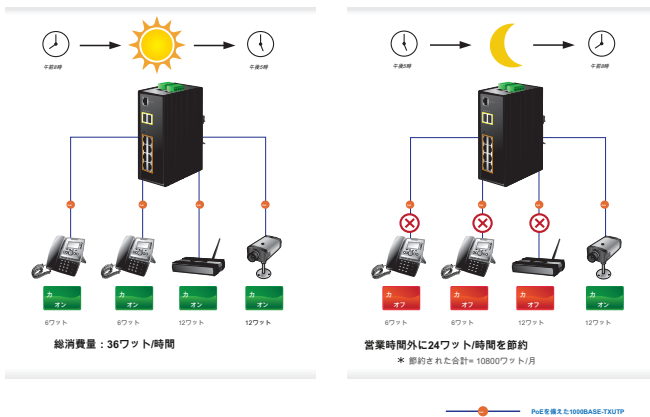 午前8時
午後5時
カ
オン
カ
オン
カ
オン
カ
オン
6ワット
6ワット
12ワット
12ワット
総消費量：36ワット/時間
午後5時
午前8時
カ
オフ
カ
オフ
カ
オフ
カ
オン
6ワット
6ワット
12ワット
12ワット
営業時間外に24ワット/時間を節約
* 節約された合計= 10800ワット/月
PoEを備えた1000BASE-TXUTP